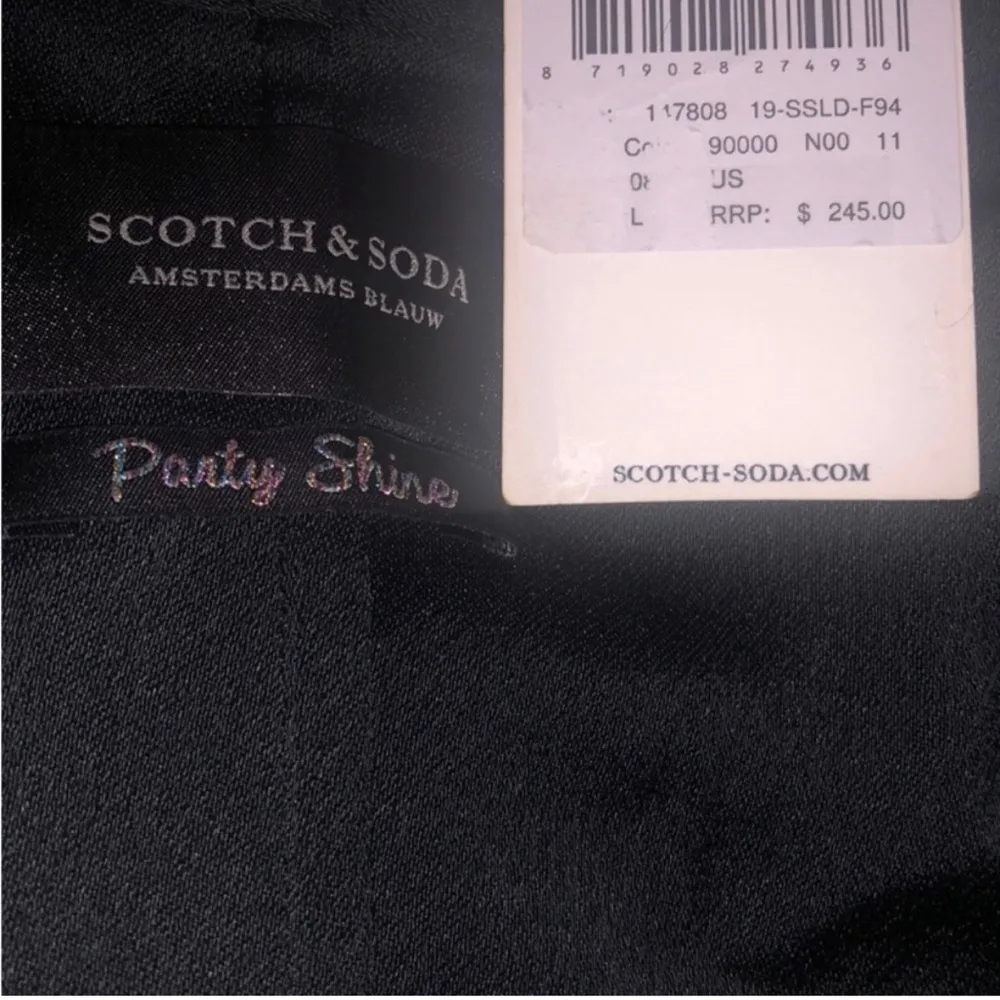 SCOTCH & SODA
AMSTERDAMS BLAUW
Party Shine
8 719028 274936
117808 19-SSLD-F94
90000 N00 11
US
L RRP: $ 245.00
SCOTCH-SODA.COM